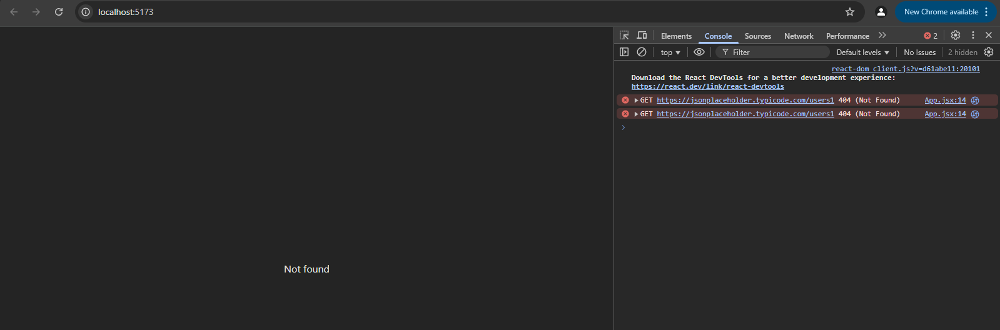 localhost:5173
New Chrome available
Elements Console Sources Network Performance 2
top Filter Default levels No Issues 2 hidden
react-dom client.js?v=d61abe11:20101
Download the React DevTools for a better development experience:
https://react.dev/link/react-devtools
GET https://jsonplaceholder.typicode.com/users1 404 (Not Found) App.jsx:14
GET https://jsonplaceholder.typicode.com/users1 404 (Not Found) App.jsx:14
Not found